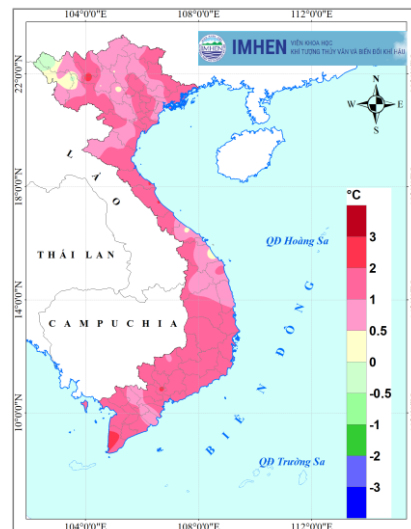 104°0'0"E
108°0'0"E
112°0'0"E
IMHEN
VIỆN KHOA HỌC
KHÍ TƯỢNG THỦY VĂN VÀ BIẾN ĐỔI KHÍ HẬU
22°0'0"N
18°0'0"N
14°0'0"N
10°0'0"N
N
W
E
S
LÀO
°C
QĐ Hoàng Sa
THÁI LAN
CAMPUCHIA
BIỂN ĐÔNG
QĐ Trường Sa
3
2
1
0.5
0
-0.5
-1
-2
-3
104°0'0"E
108°0'0"E
112°0'0"E